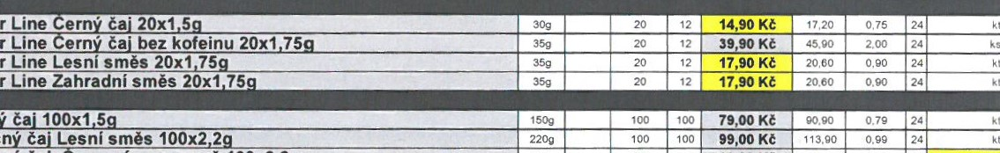 r Line Černý čaj 20x1,5g 30g 20 12 14,90 Kč 17,20 0,75 24 kt
r Line Černý čaj bez kofeinu 20x1,75g 35g 20 12 39,90 Kč 45,90 2,00 24 ks
r Line Lesní směs 20x1,75g 35g 20 12 17,90 Kč 20,60 0,90 24 kt
r Line Zahradní směs 20x1,75g 35g 20 12 17,90 Kč 20,60 0,90 24 kt
ý čaj 100x1,5g 150g 100 100 79,00 Kč 90,90 0,79 24 kt
ný čaj Lesní směs 100x2,2g 220g 100 100 99,00 Kč 113,90 0,99 24 kt